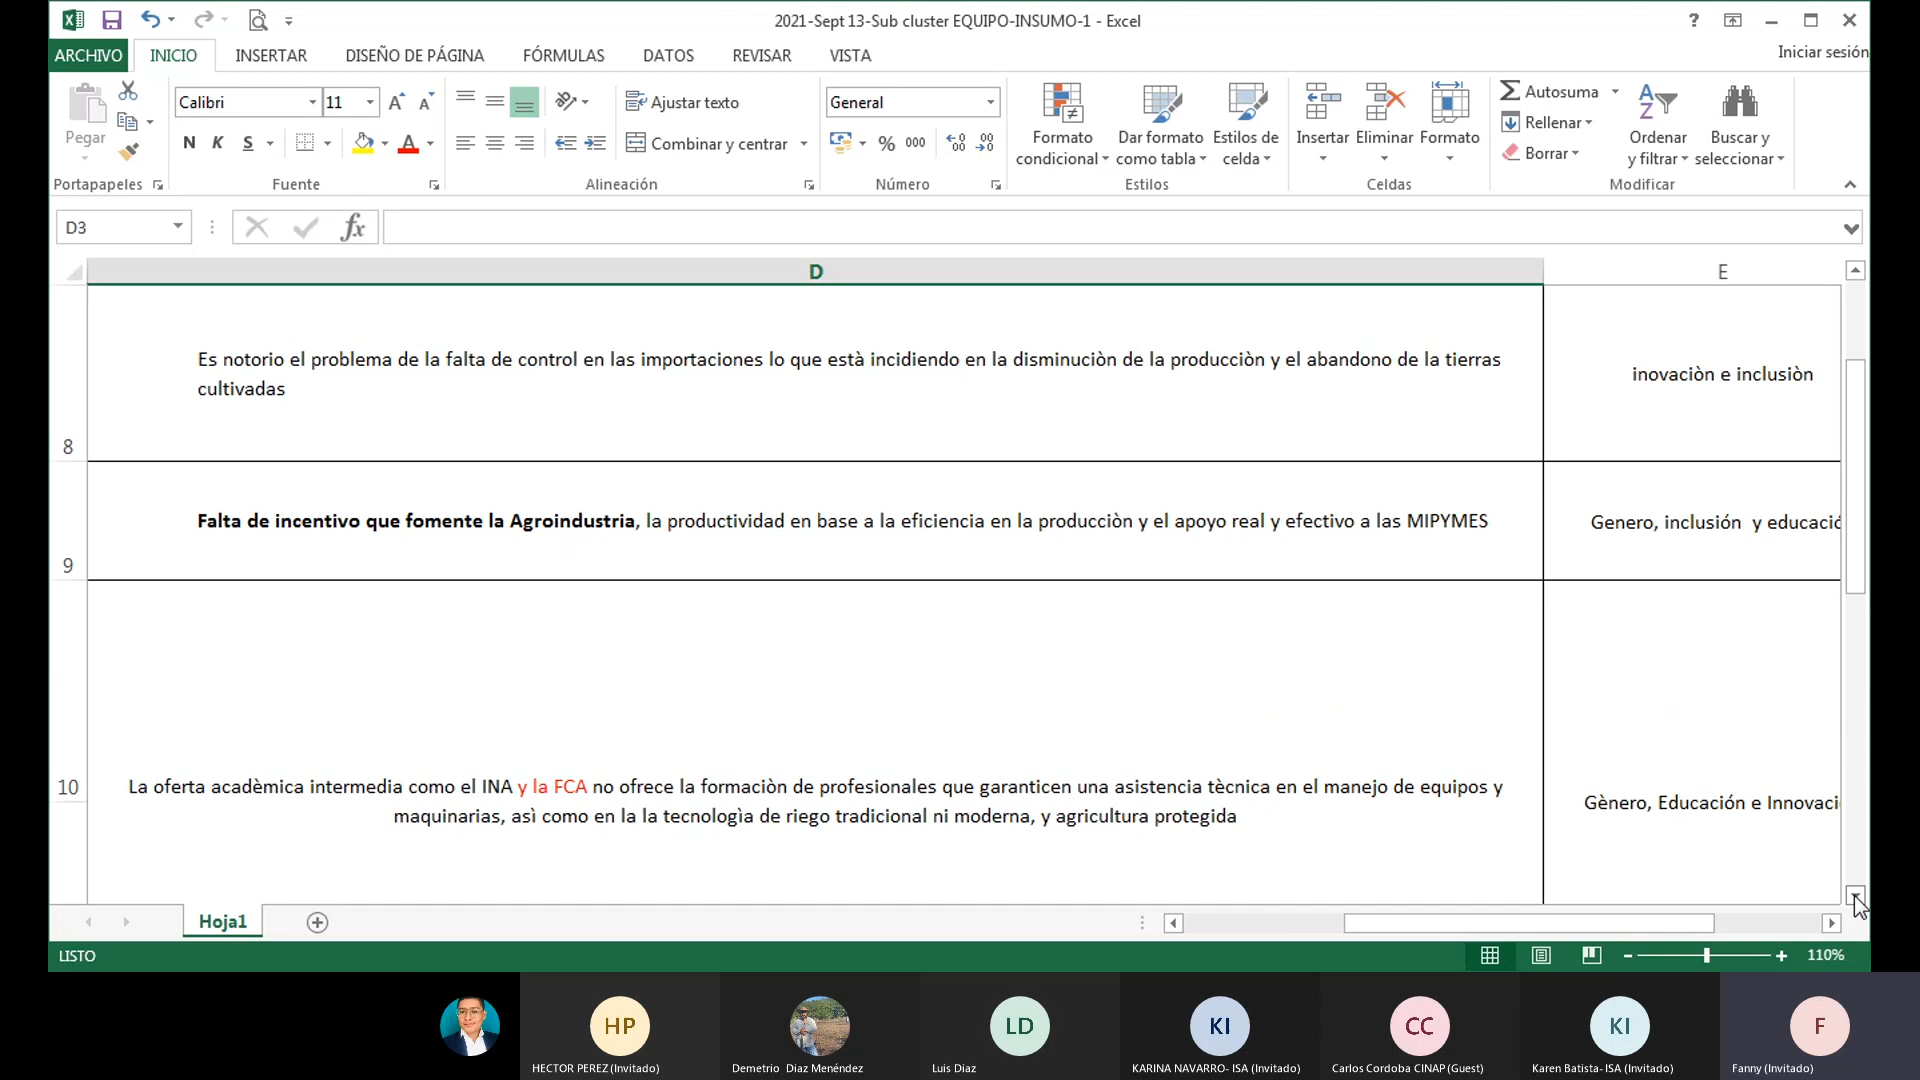 2021-Sept 13-Sub cluster EQUIPO-INSUMO-1 - Excel
?
ARCHIVO INICIO INSERTAR DISEÑO DE PÁGINA FÓRMULAS DATOS REVISAR VISTA Iniciar sesión
Pegar
Portapapeles
Calibri 11
N K S
Fuente
Ajustar texto
Combinar y centrar
Alineación
General
% 000
Número
Formato condicional
Dar formato como tabla
Estilos de celda
Estilos
Insertar Eliminar Formato
Celdas
Autosuma
Rellenar
Borrar
Ordenar y filtrar
Buscar y seleccionar
Modificar
D3
fx
D E
Es notorio el problema de la falta de control en las importaciones lo que està incidiendo en la disminuciòn de la producciòn y el abandono de la tierras
cultivadas
inovaciòn e inclusiòn
8
Falta de incentivo que fomente la Agroindustria, la productividad en base a la eficiencia en la producciòn y el apoyo real y efectivo a las MIPYMES
Genero, inclusión y educació
9
La oferta acadèmica intermedia como el INA y la FCA no ofrece la formaciòn de profesionales que garanticen una asistencia tècnica en el manejo de equipos y
maquinarias, asì como en la la tecnologìa de riego tradicional ni moderna, y agricultura protegida
Gènero, Educación e Innovaci
10
Hoja1
LISTO
110%
HP LD KI CC KI F
HECTOR PEREZ (Invitado) Demetrio Diaz Menéndez Luis Diaz KARINA NAVARRO- ISA (Invitado) Carlos Cordoba CINAP (Guest) Karen Batista- ISA (Invitado) Fanny (Invitado)